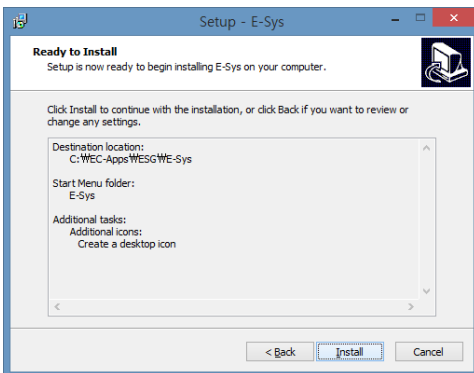 Setup - E-Sys
Ready to Install
Setup is now ready to begin installing E-Sys on your computer.
Click Install to continue with the installation, or click Back if you want to review or
change any settings.
Destination location:
C:₩EC-Apps₩ESG₩E-Sys
Start Menu folder:
E-Sys
Additional tasks:
Additional icons:
Create a desktop icon
< Back
Install
Cancel